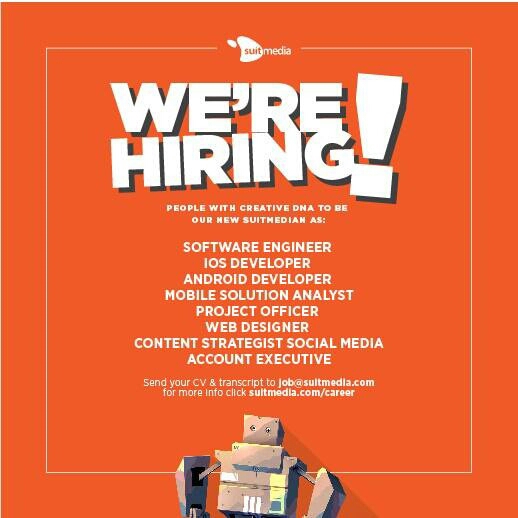 suitmedia
WE'RE
HIRING!
PEOPLE WITH CREATIVE DNA TO BE
OUR NEW SUITMEDIAN AS:
SOFTWARE ENGINEER
IOS DEVELOPER
ANDROID DEVELOPER
MOBILE SOLUTION ANALYST
PROJECT OFFICER
WEB DESIGNER
CONTENT STRATEGIST SOCIAL MEDIA
ACCOUNT EXECUTIVE
Send your CV & transcript to job@suitmedia.com
for more info click suitmedia.com/career